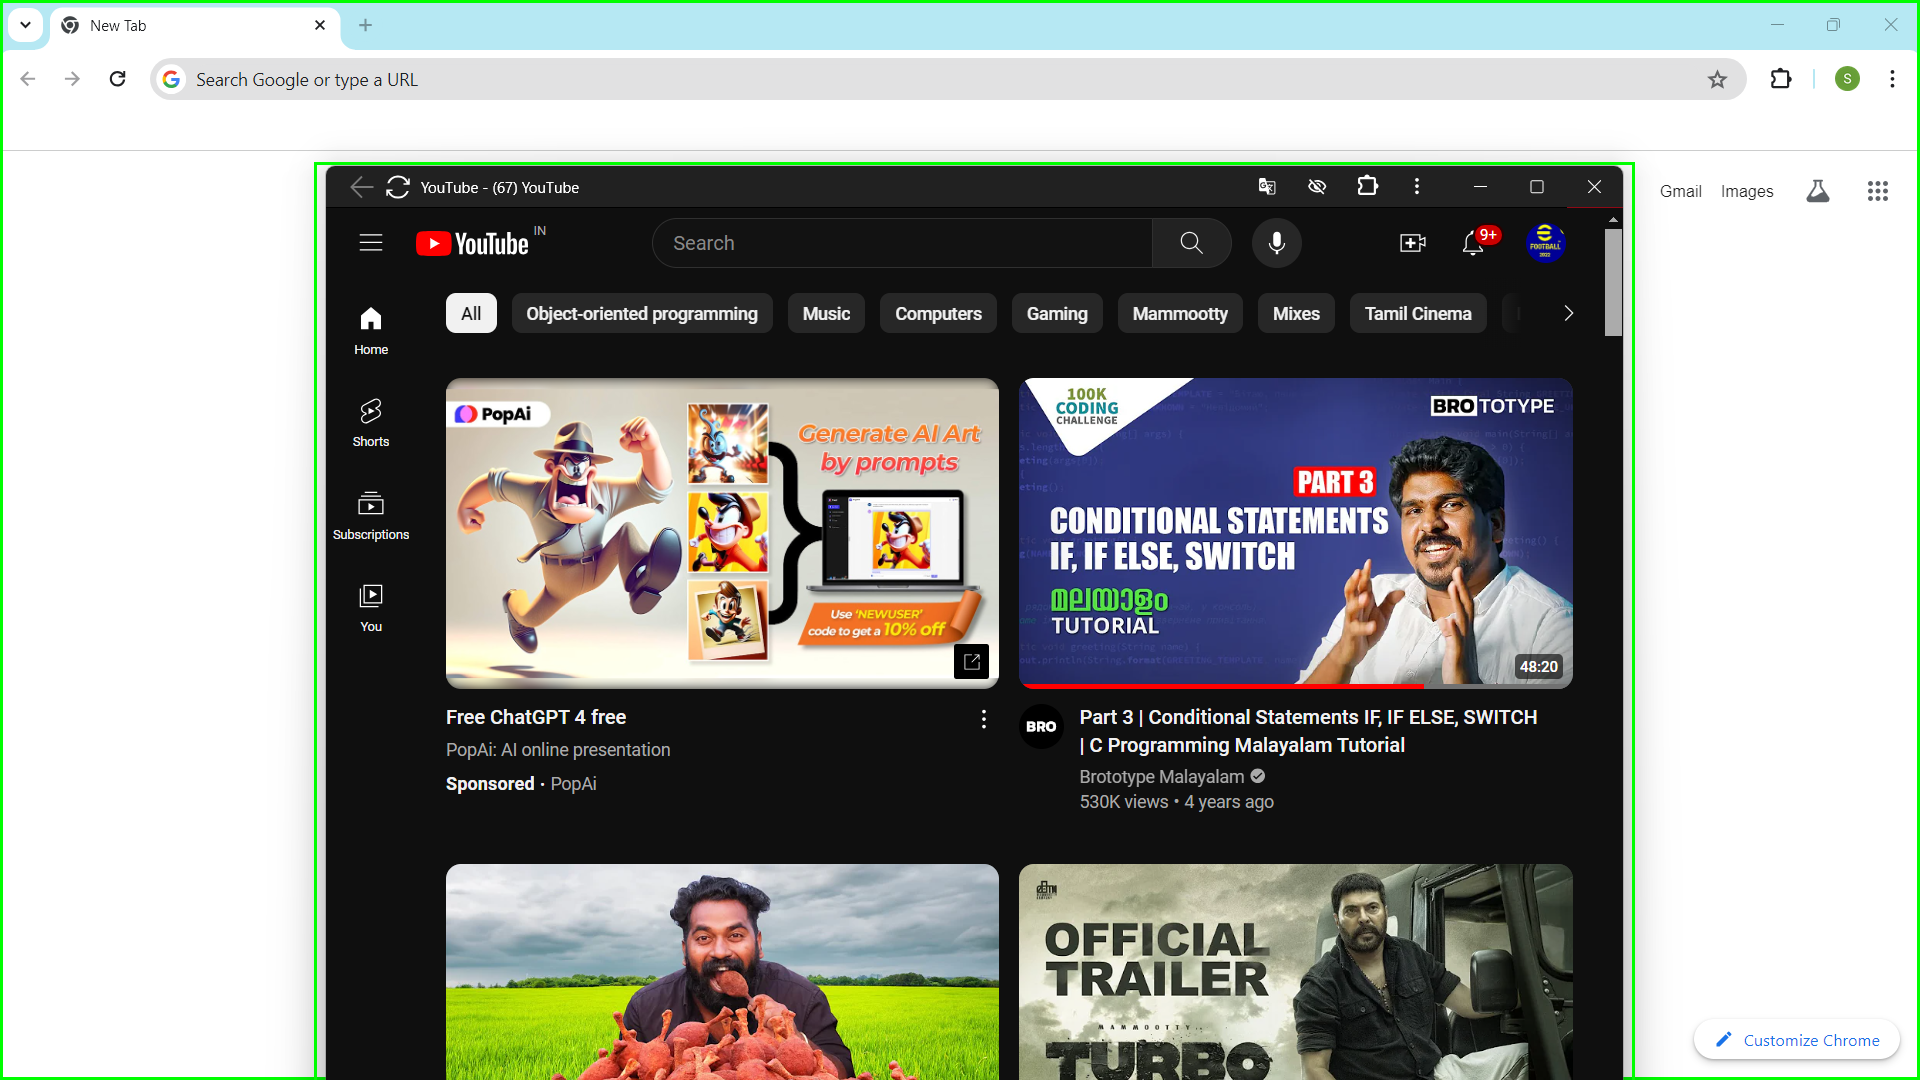 New Tab
Search Google or type a URL
S
Gmail Images
YouTube - (67) YouTube
YouTube IN
Search
9+
FOOTBALL
2022
All
Object-oriented programming
Music
Computers
Gaming
Mammootty
Mixes
Tamil Cinema
Home
Shorts
Subscriptions
You
PopAi
Generate AI Art
by prompts
Use 'NEWUSER'
code to get a 10% off
100K
CODING
CHALLENGE
BROTOTYPE
PART 3
CONDITIONAL STATEMENTS
IF, IF ELSE, SWITCH
മലയാളം
TUTORIAL
48:20
Free ChatGPT 4 free
PopAi: AI online presentation
Sponsored · PopAi
BRO
Part 3 | Conditional Statements IF, IF ELSE, SWITCH
| C Programming Malayalam Tutorial
Brototype Malayalam
530K views • 4 years ago
OFFICIAL
TRAILER
MAMMOOTTY
TURBO
Customize Chrome